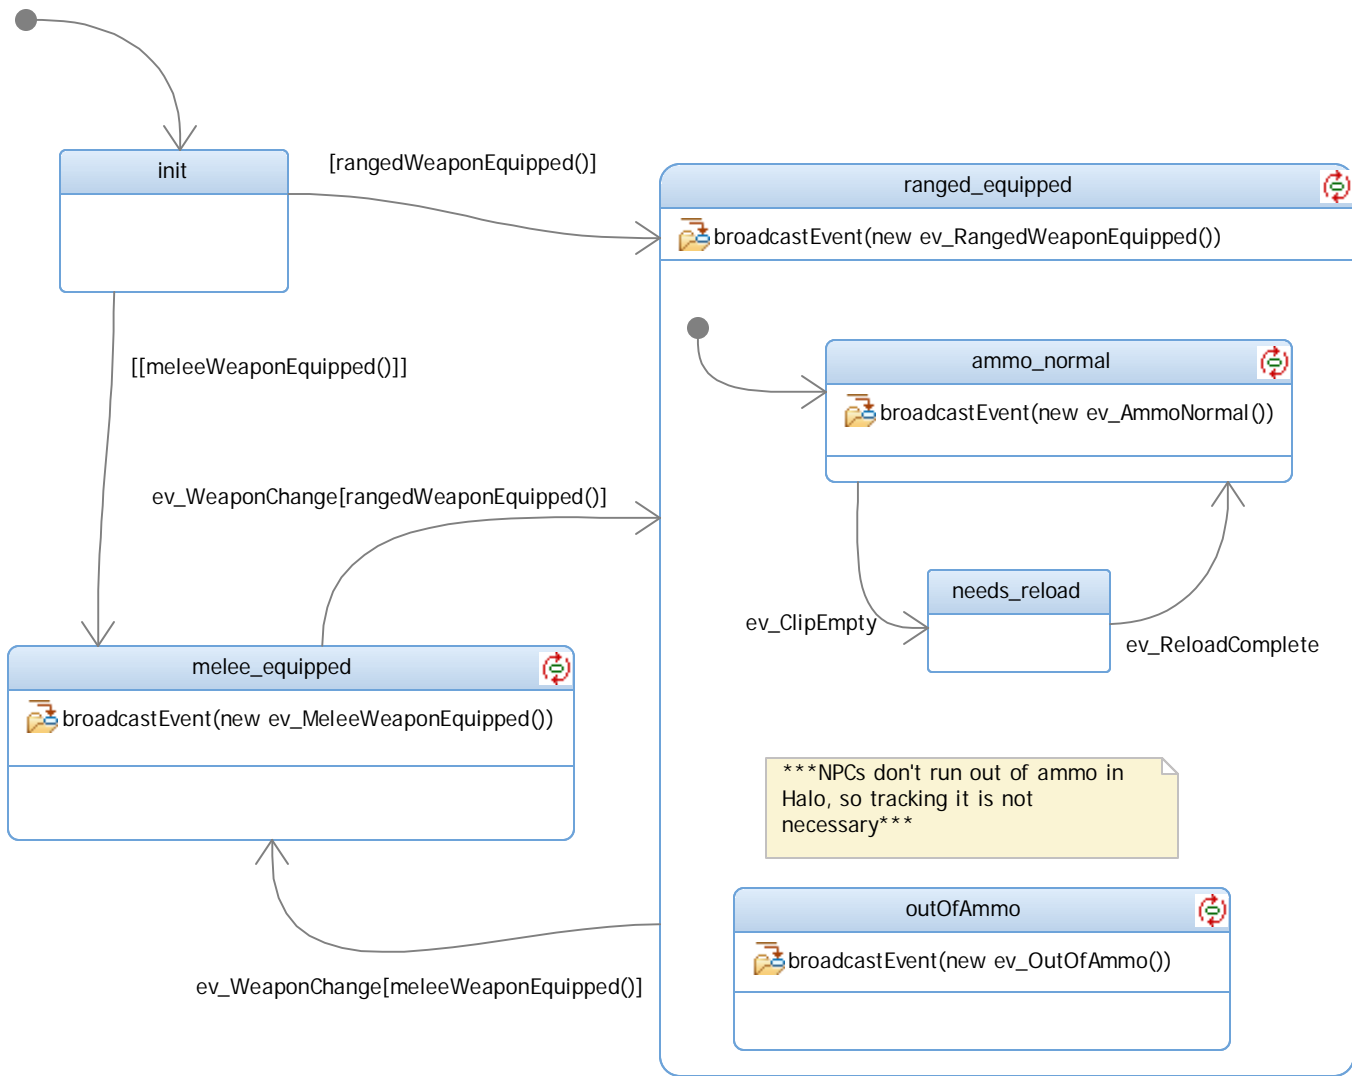 init
[rangedWeaponEquipped()]
ranged_equipped
broadcastEvent(new ev_RangedWeaponEquipped())
[[meleeWeaponEquipped()]]
ammo_normal
broadcastEvent(new ev_AmmoNormal())
ev_WeaponChange[rangedWeaponEquipped()]
needs_reload
ev_ClipEmpty
ev_ReloadComplete
melee_equipped
broadcastEvent(new ev_MeleeWeaponEquipped())
***NPCs don't run out of ammo in
Halo, so tracking it is not
necessary***
outOfAmmo
broadcastEvent(new ev_OutOfAmmo())
ev_WeaponChange[meleeWeaponEquipped()]